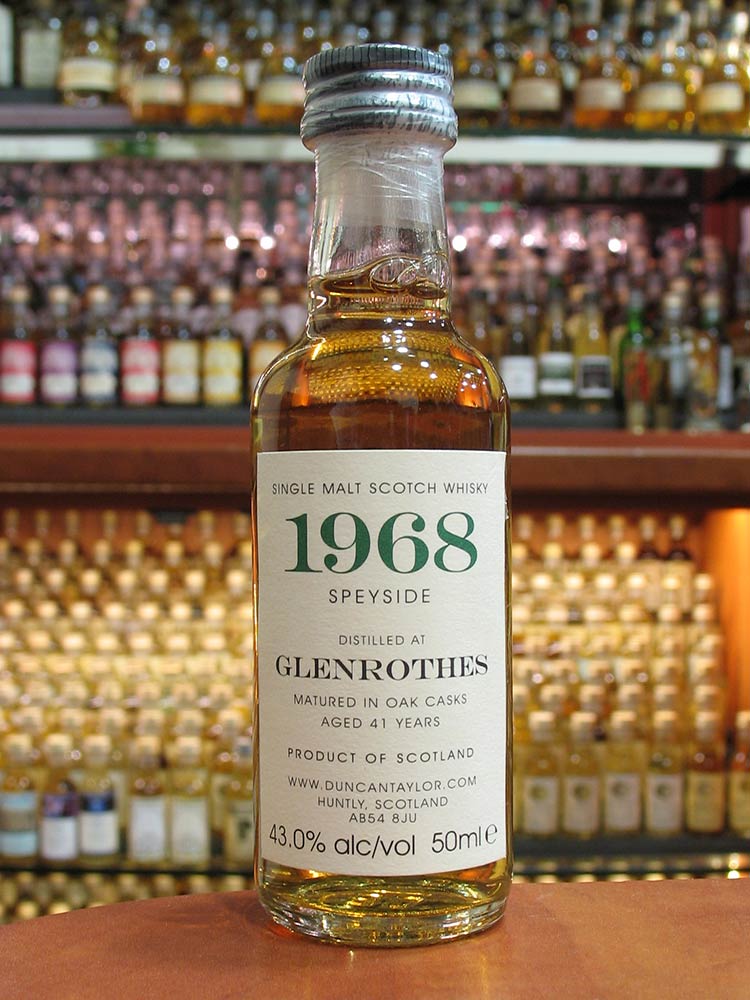 SINGLE MALT SCOTCH WHISKY
1968
SPEYSIDE
DISTILLED AT
GLENROTHES
MATURED IN OAK CASKS
AGED 41 YEARS
PRODUCT OF SCOTLAND
WWW.DUNCANTAYLOR.COM
HUNTLY, SCOTLAND
AB54 8JU
43.0% alc/vol 50ml e